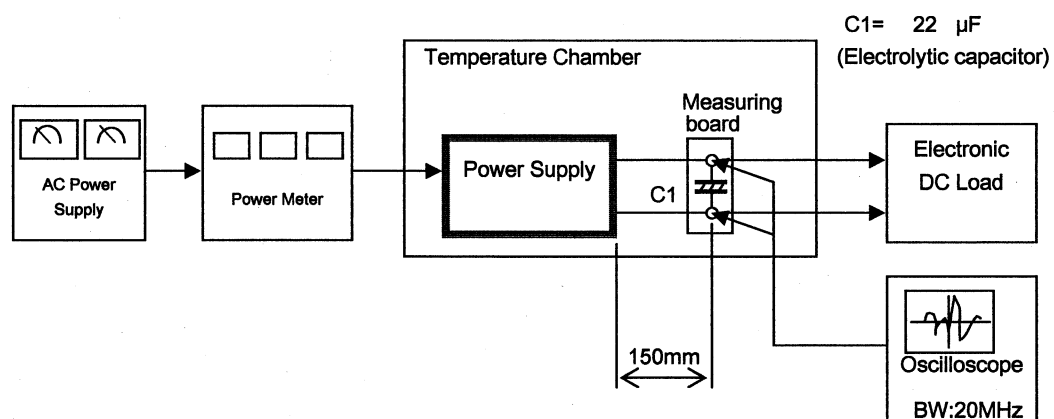 C1= 22 µF
(Electrolytic capacitor)
Temperature Chamber
Measuring
board
AC Power
Supply
Power Meter
Power Supply
C1
Electronic
DC Load
150mm
Oscilloscope
BW:20MHz